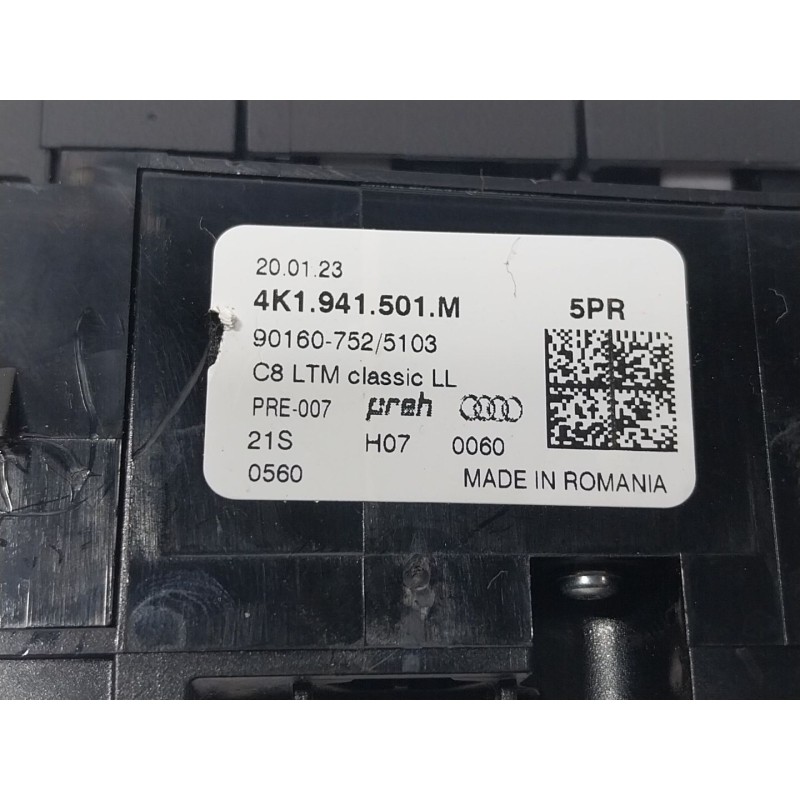 20.01.23
4K1.941.501.M 5PR
90160-752/5103
C8 LTM classic LL
PRE-007 preh
21S H07 0060
0560 MADE IN ROMANIA